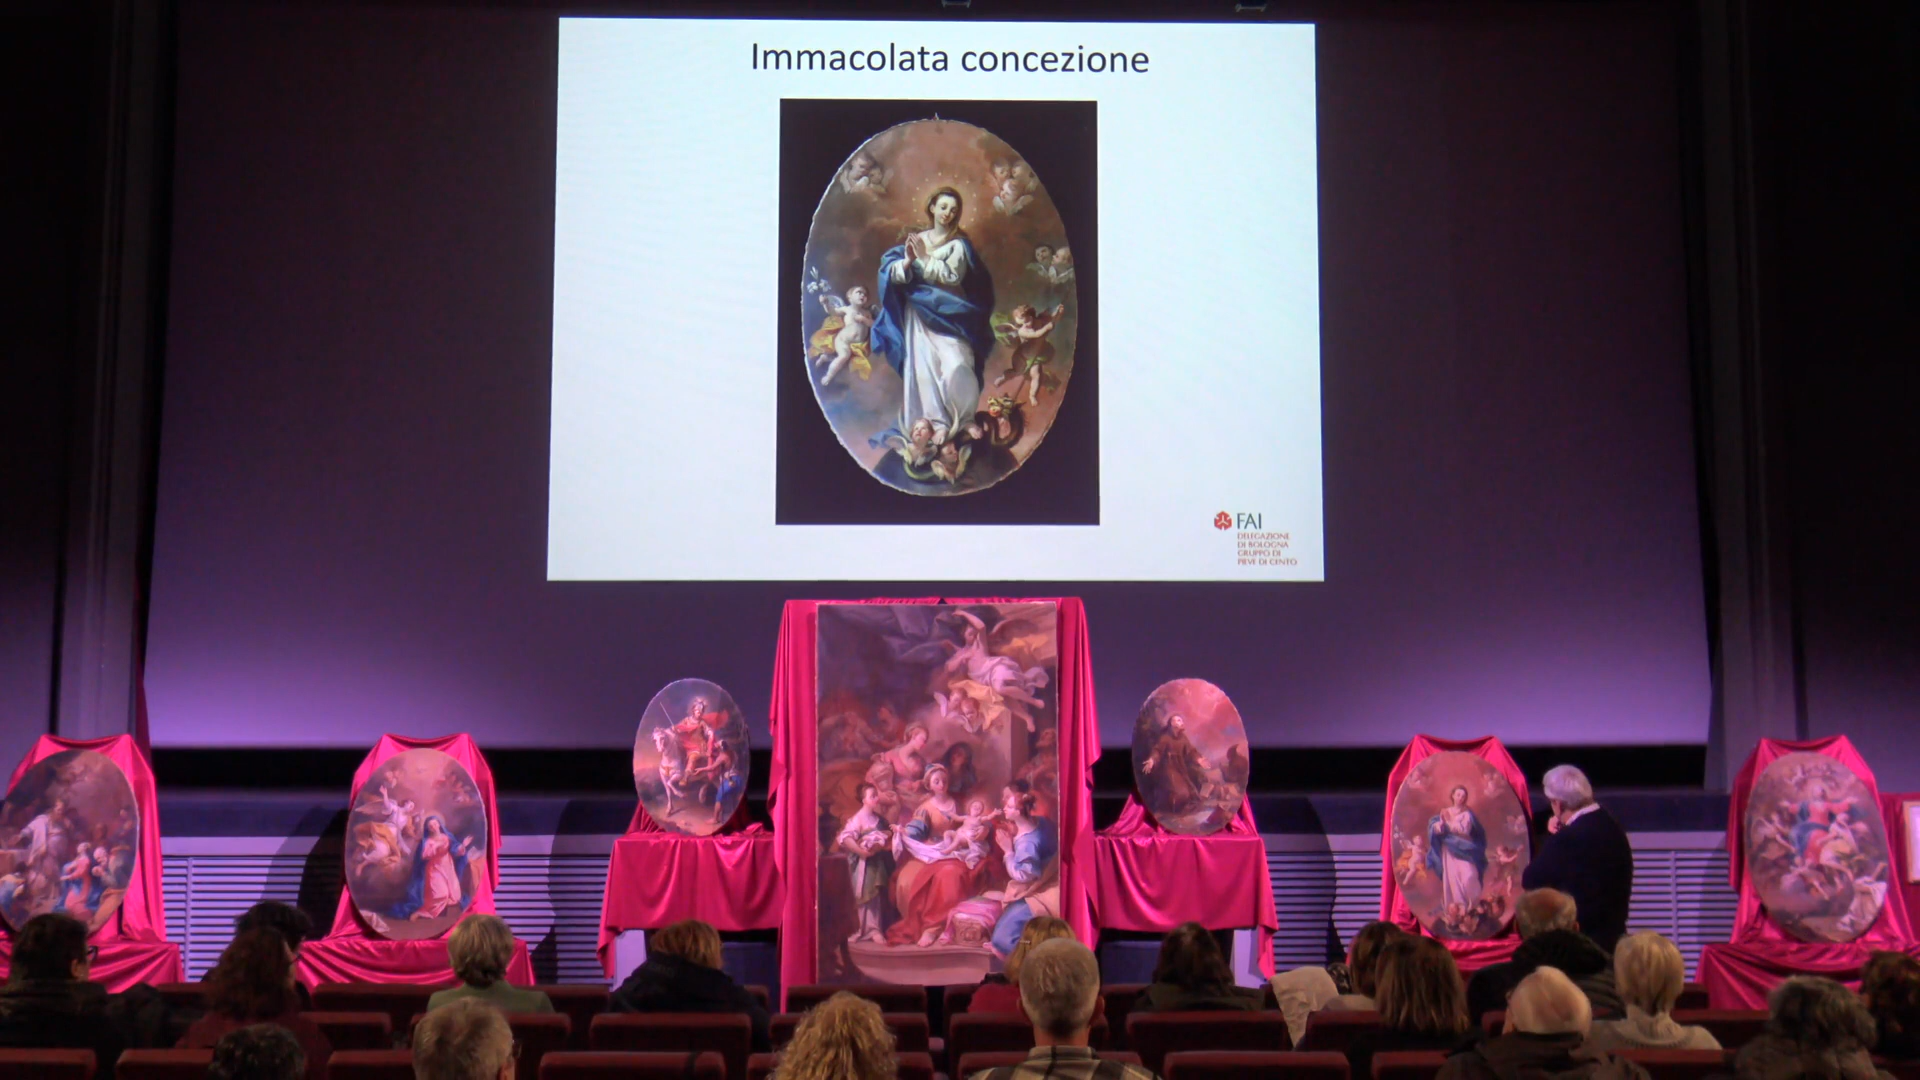 Immacolata concezione
FAI
DELEGAZIONE
DI BOLOGNA
GRUPPO DI
PIEVE DI CENTO